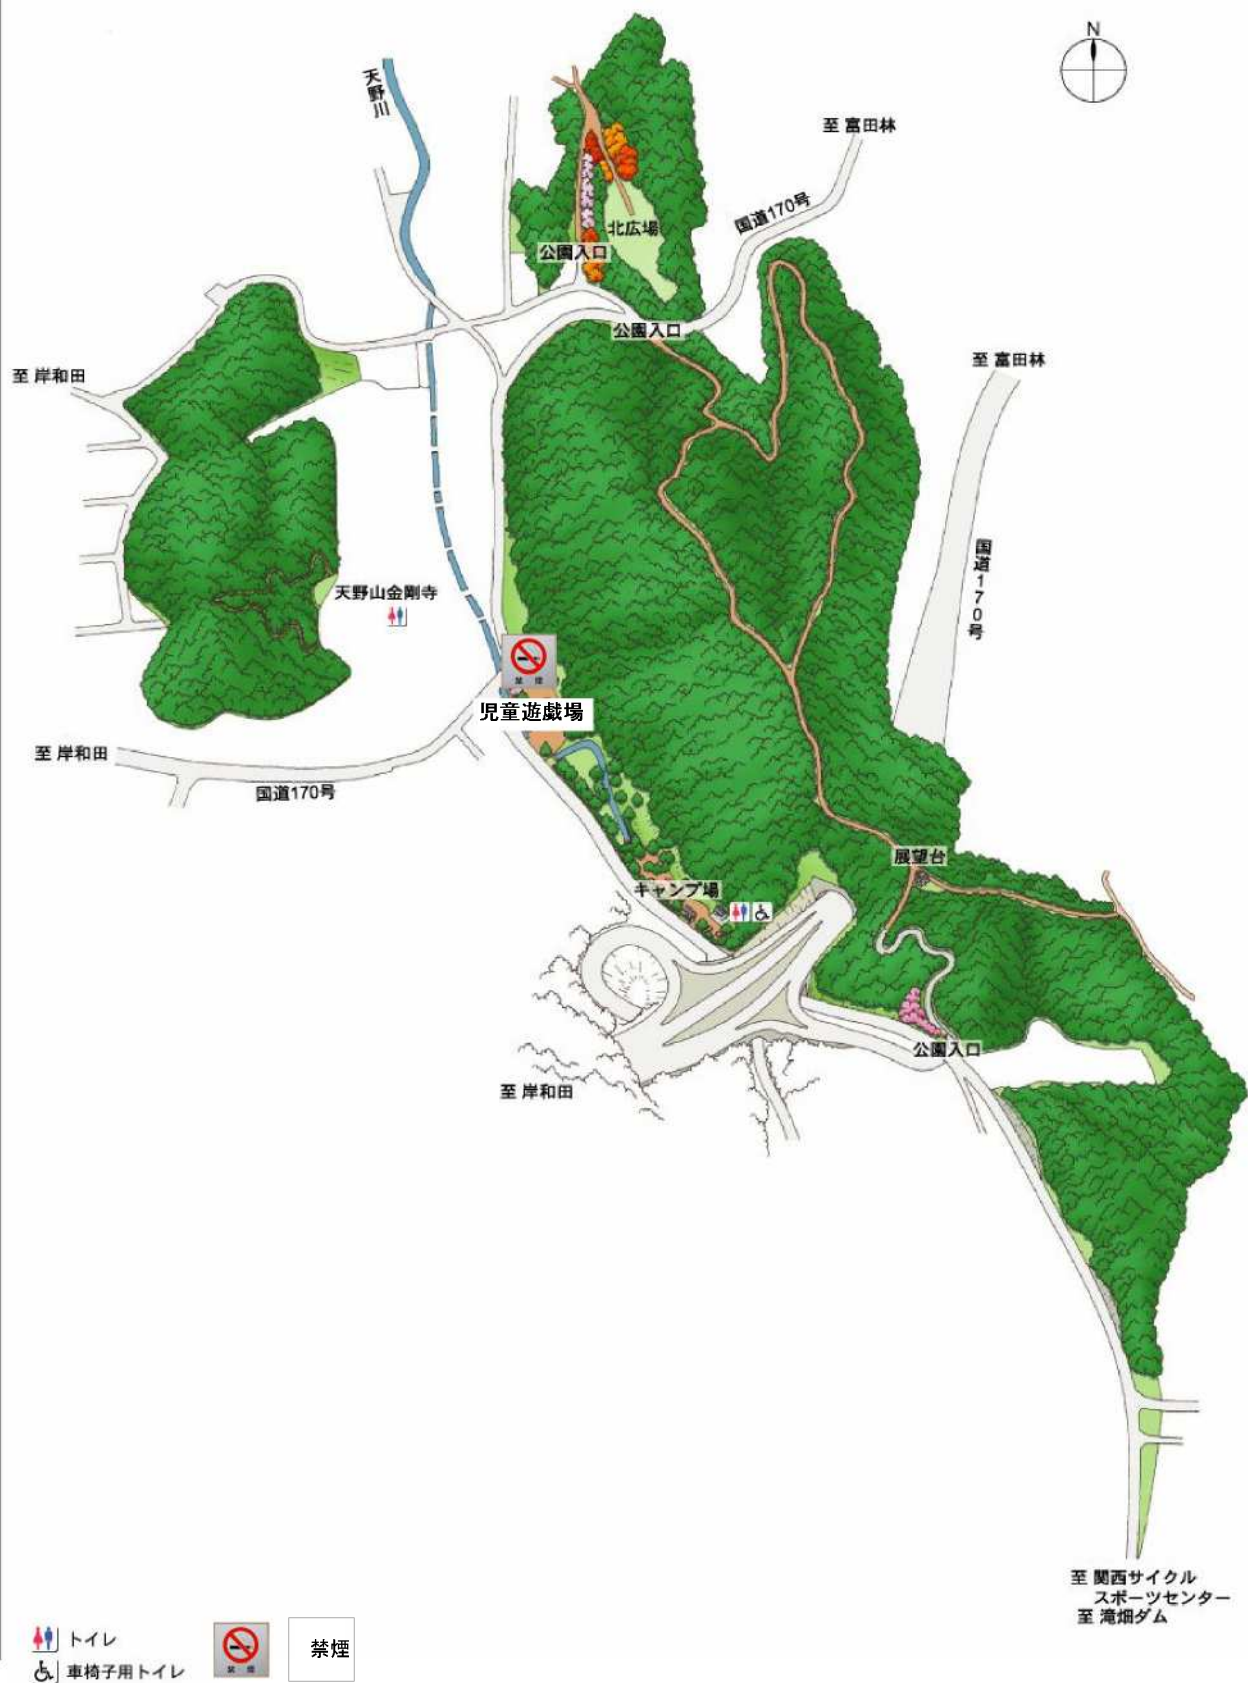 N
天野川
至 富田林
国道170号
北広場
公園入口
公園入口
至 岸和田
至 富田林
国道170号
天野山金剛寺
禁 煙
児童遊戯場
至 岸和田
国道170号
展望台
キャンプ場
公園入口
至 岸和田
至 関西サイクル
スポーツセンター
至 滝畑ダム
トイレ
車椅子用トイレ
禁 煙
禁煙